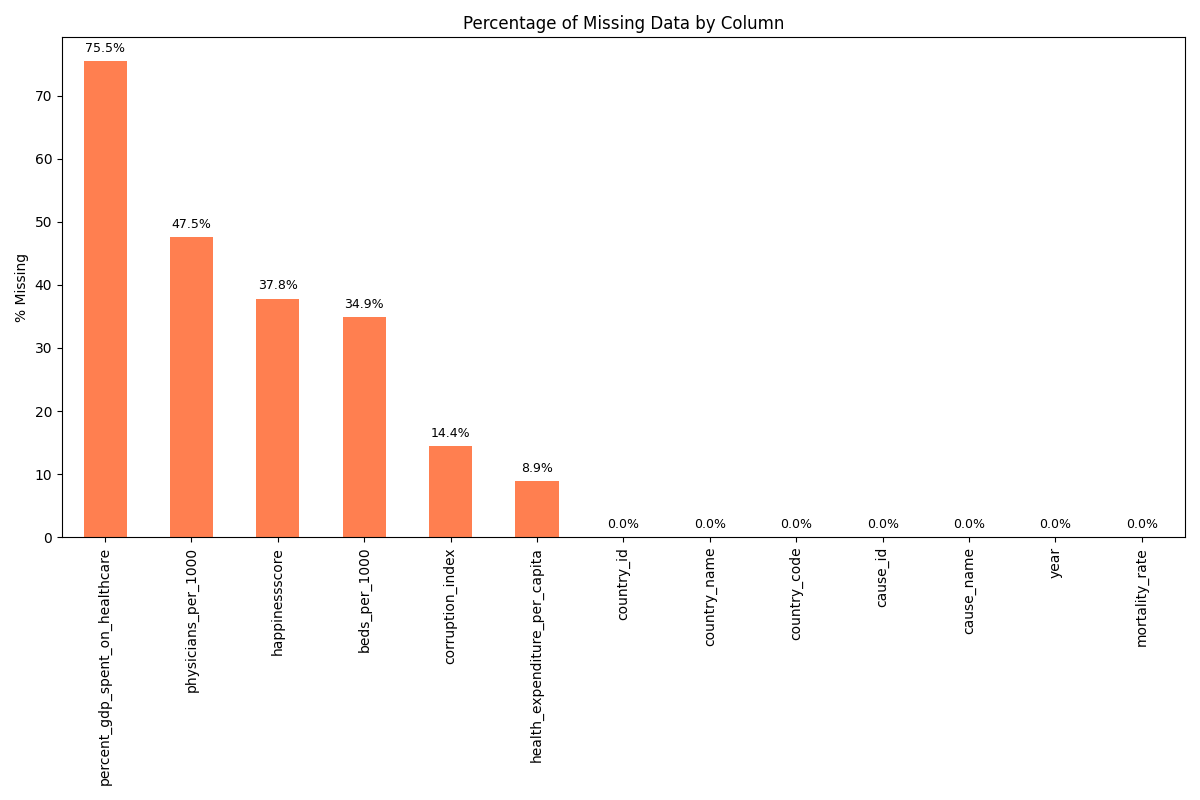 Percentage of Missing Data by Column
75.5%
47.5%
37.8%
34.9%
14.4%
8.9%
0.0%
0.0%
0.0%
0.0%
0.0%
0.0%
0.0%
% Missing
70
60
50
40
30
20
10
0
percent_gdp_spent_on_healthcare
physicians_per_1000
happinessscore
beds_per_1000
corruption_index
health_expenditure_per_capita
country_id
country_name
country_code
cause_id
cause_name
year
mortality_rate